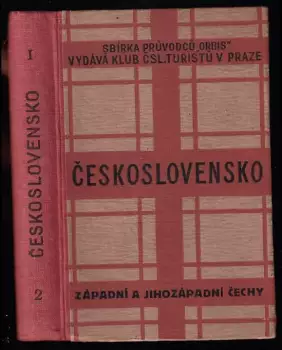 I
ČESKOSLOVENSKO
2
SBÍRKA PRŮVODCŮ „ORBIS"
VYDÁVÁ KLUB ČSL. TURISTŮ V PRAZE
ČESKOSLOVENSKO
ZÁPADNÍ A JIHOZÁPADNÍ ČECHY